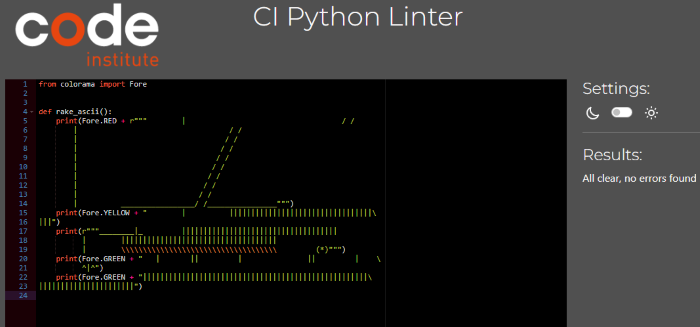 code
institute
CI Python Linter
1 from colorama import Fore
2
3
4 def rake_ascii():
5 print(Fore.RED + r""" | / /
6 | / /
7 | / /
8 | / /
9 | / /
10 | / /
11 | / /
12 | / /
13 | / /
14 | __________________/ /_________________""")
15 print(Fore.YELLOW + " | ||||||||||||||||||||||||||||||||||\
16 |||")
17 print(r"""________|_ |||||||||||||||||||||||||||||||||||||
18 | |||||||||||||||||||||||||||||||||||||
19 | \\\\\\\\\\\\\\\\\\\\\\\\\\\\\\\\\\\\\ (*)""")
20 print(Fore.GREEN + " | || | || | \
21 ^|^")
22 print(Fore.GREEN + "||||||||||||||||||||||||||||||||||||||||||||||||||||||\
23 |||||||||||||||||||||||")
24
Settings:
Results:
All clear, no errors found